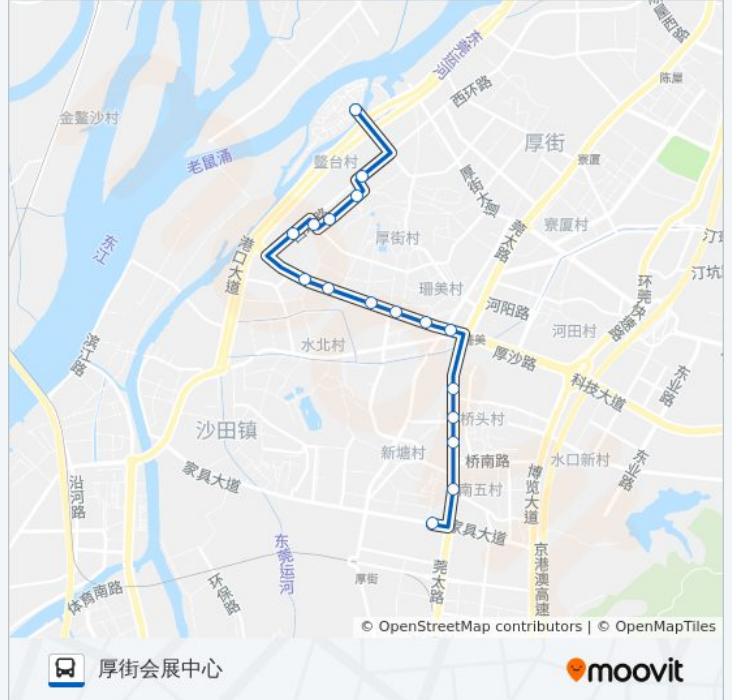 陈屋
东莞运河
西环路
陈屋
金鳌沙村
厚街
老鼠涌
鳌台村
寮厦
厚街大道
莞太路
寮厦村
厚街村
东江
港口大道
环莞快速路
珊美村
河阳路
河田村
滨江路
水北村
厚沙路
科技大道
东业路
沙田镇
桥头村
新塘村
桥南路
水口新村
东业路
家具大道
沿河路
博览大道
南五村
家具大道
东莞运河
京港澳高速
莞太路
厚街
环保路
体育南路
© OpenStreetMap contributors | © OpenMapTiles
厚街会展中心
moovit